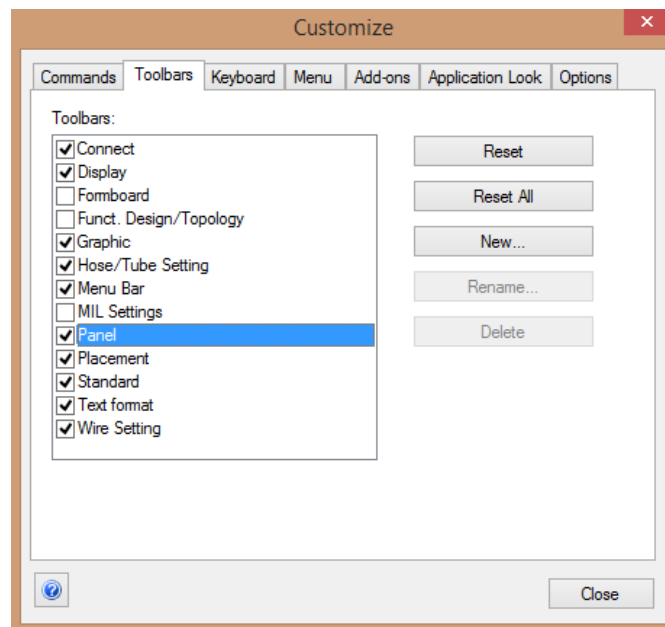 Customize
Commands Toolbars Keyboard Menu Add-ons Application Look Options
Toolbars:
Connect
Display
Formboard
Funct. Design/Topology
Graphic
Hose/Tube Setting
Menu Bar
MIL Settings
Panel
Placement
Standard
Text format
Wire Setting
Reset
Reset All
New...
Rename...
Delete
Close